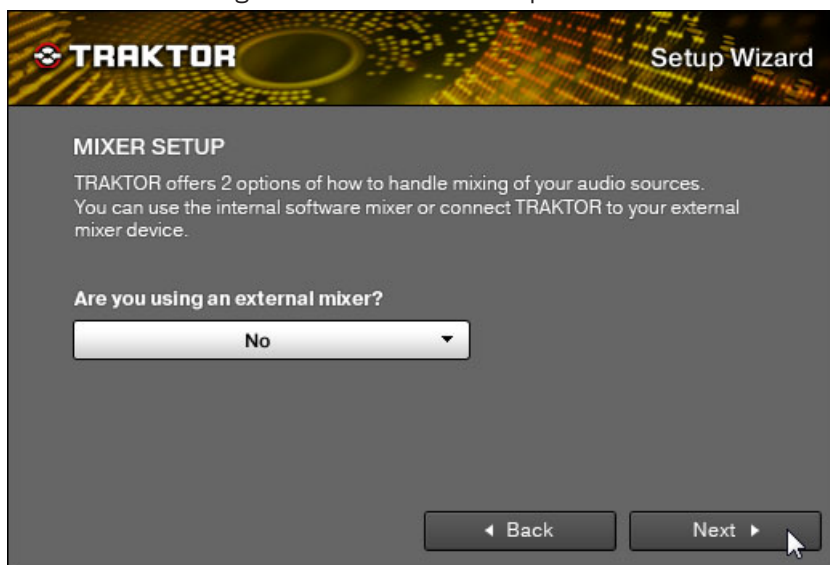 TRAKTOR
Setup Wizard
MIXER SETUP
TRAKTOR offers 2 options of how to handle mixing of your audio sources.
You can use the internal software mixer or connect TRAKTOR to your external
mixer device.
Are you using an external mixer?
No
Back
Next